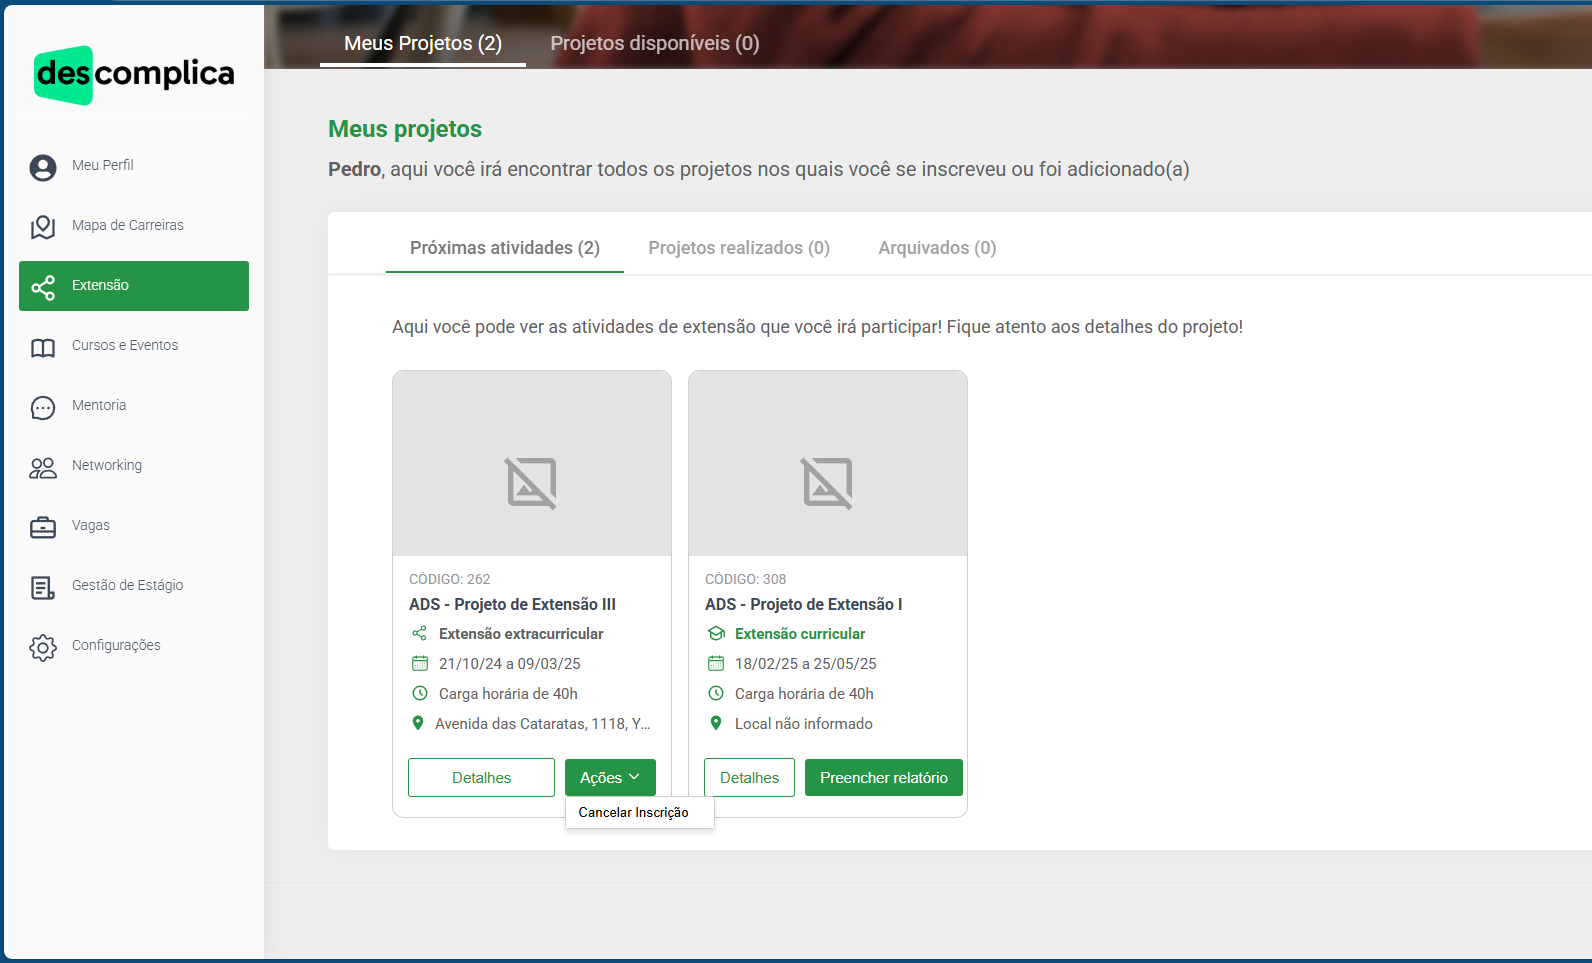 descomplica
Meus Projetos (2)
Projetos disponíveis (0)
Meu Perfil
Mapa de Carreiras
Extensão
Cursos e Eventos
Mentoria
Networking
Vagas
Gestão de Estágio
Configurações
Meus projetos
Pedro, aqui você irá encontrar todos os projetos nos quais você se inscreveu ou foi adicionado(a)
Próximas atividades (2)
Projetos realizados (0)
Arquivados (0)
Aqui você pode ver as atividades de extensão que você irá participar! Fique atento aos detalhes do projeto!
CÓDIGO: 262
ADS - Projeto de Extensão III
Extensão extracurricular
21/10/24 a 09/03/25
Carga horária de 40h
Avenida das Cataratas, 1118, Y...
Detalhes
Ações
Cancelar Inscrição
CÓDIGO: 308
ADS - Projeto de Extensão I
Extensão curricular
18/02/25 a 25/05/25
Carga horária de 40h
Local não informado
Detalhes
Preencher relatório